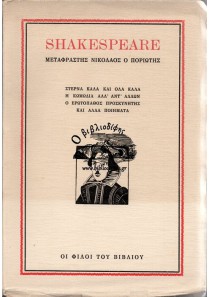 SHAKESPEARE
ΜΕΤΑΦΡΑΣΤΗΣ ΝΙΚΟΛΑΟΣ Ο ΠΟΡΙΩΤΗΣ
ΣΤΕΡΝΑ ΚΑΛΑ ΚΑΙ ΟΛΑ ΚΑΛΑ
Η ΚΩΜΩΔΙΑ ΑΛΛ' ΑΝΤ' ΑΛΛΩΝ
Ο ΕΡΩΤΟΠΑΘΟΣ ΠΡΟΣΚΥΝΗΤΗΣ
ΚΑΙ ΑΛΛΑ ΠΟΙΗΜΑΤΑ
Ο βιβλιοδίφης
ΟΙ ΦΙΛΟΙ ΤΟΥ ΒΙΒΛΙΟΥ